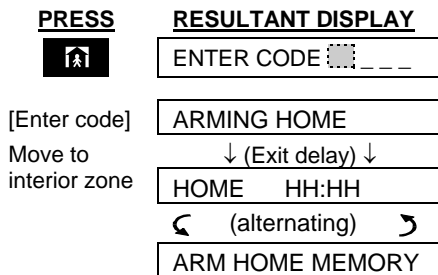 PRESS RESULTANT DISPLAY
ENTER CODE _ _ _
[Enter code] ARMING HOME
Move to interior zone
↓ (Exit delay) ↓
HOME HH:HH
(alternating)
ARM HOME MEMORY